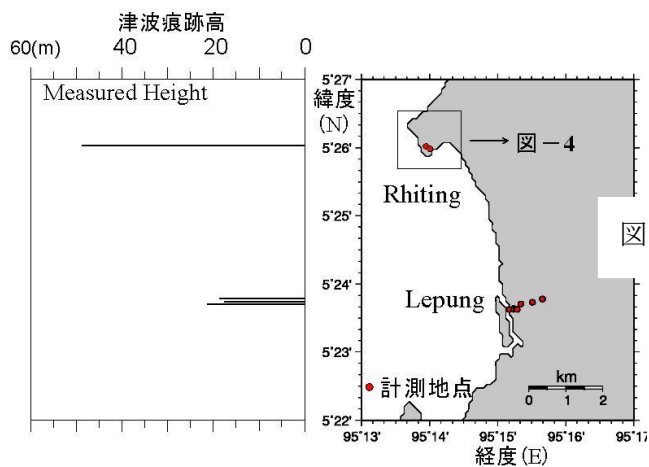 津波痕跡高
60(m) 40 20 0
Measured Height
緯度
(N)
5˚27'
5˚26'
5˚25'
5˚24'
5˚23'
5˚22'
図－4
Rhiting
Lepung
計測地点
km
0 1 2
95˚13' 95˚14' 95˚15' 95˚16' 95˚17
経度(E)
図